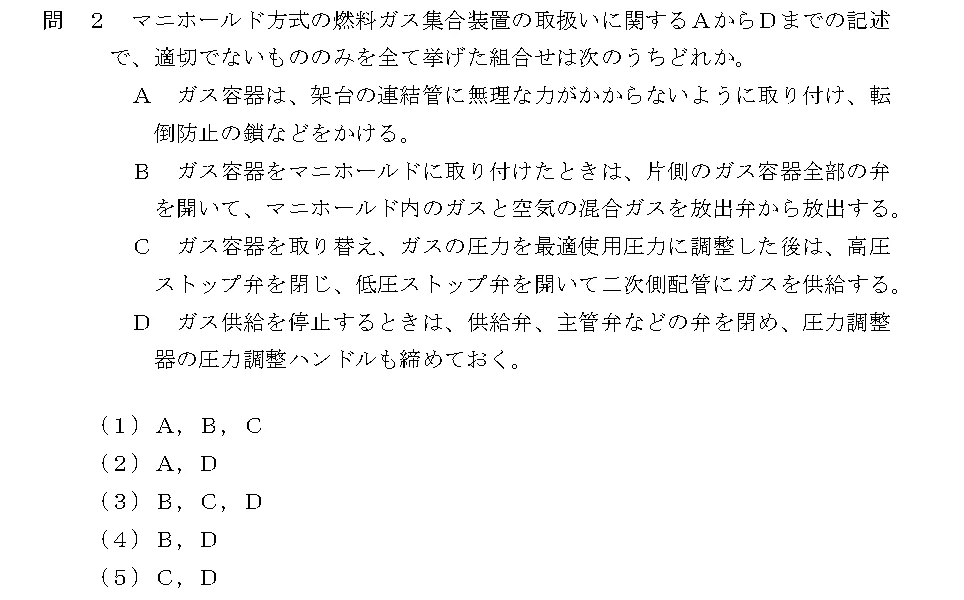 問　２　マニホールド方式の燃料ガス集合装置の取扱いに関するＡからＤまでの記述
で、適切でないもののみを全て挙げた組合せは次のうちどれか。
Ａ　ガス容器は、架台の連結管に無理な力がかからないように取り付け、転
倒防止の鎖などをかける。
Ｂ　ガス容器をマニホールドに取り付けたときは、片側のガス容器全部の弁
を開いて、マニホールド内のガスと空気の混合ガスを放出弁から放出する。
Ｃ　ガス容器を取り替え、ガスの圧力を最適使用圧力に調整した後は、高圧
ストップ弁を閉じ、低圧ストップ弁を開いて二次側配管にガスを供給する。
Ｄ　ガス供給を停止するときは、供給弁、主管弁などの弁を閉め、圧力調整
器の圧力調整ハンドルも締めておく。
（１）Ａ，Ｂ，Ｃ
（２）Ａ，Ｄ
（３）Ｂ，Ｃ，Ｄ
（４）Ｂ，Ｄ
（５）Ｃ，Ｄ